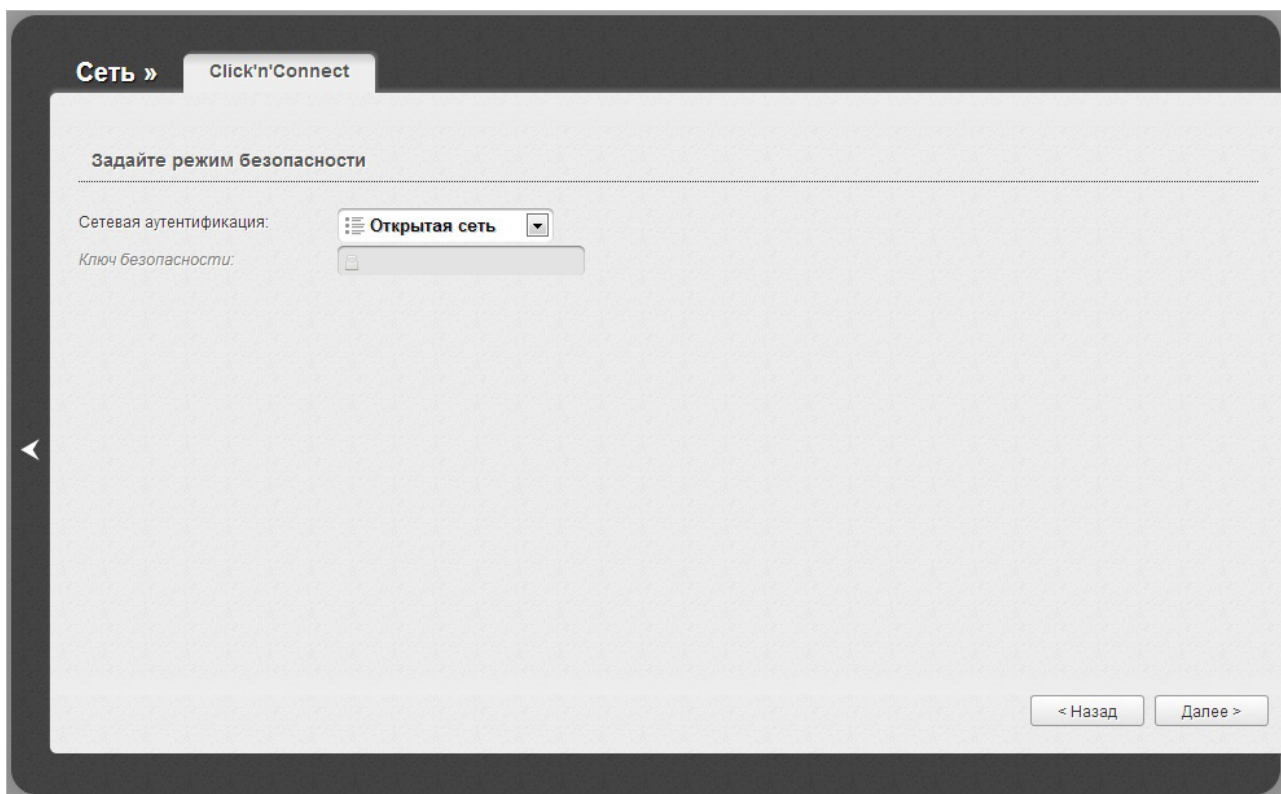 Сеть » Click'n'Connect
Задайте режим безопасности
Сетевая аутентификация: Открытая сеть
Ключ безопасности:
< Назад Далее >